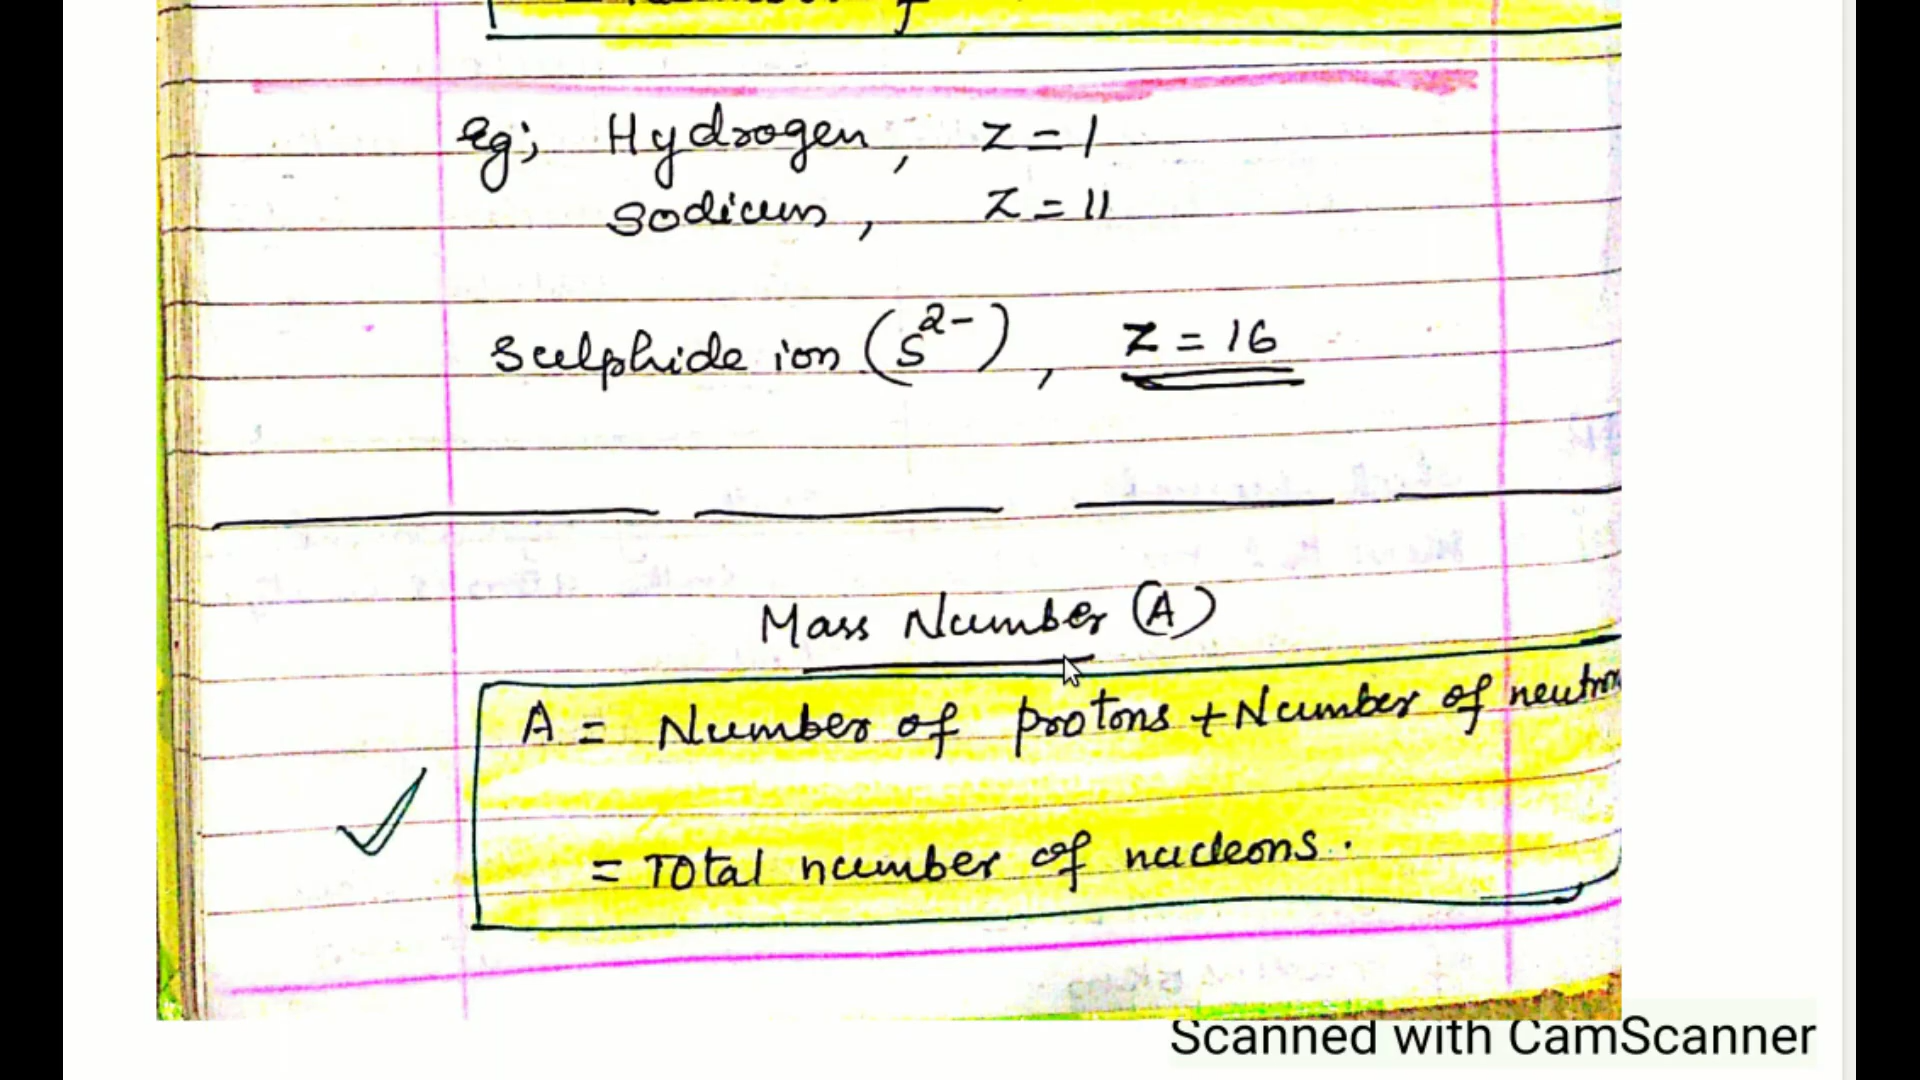 eg; Hydrogen, Z = 1
Sodium, Z = 11
Sulphide ion (S²⁻), Z = 16
Mass Number (A)
A = Number of protons + Number of neutron
= Total number of nucleons.
Scanned with CamScanner